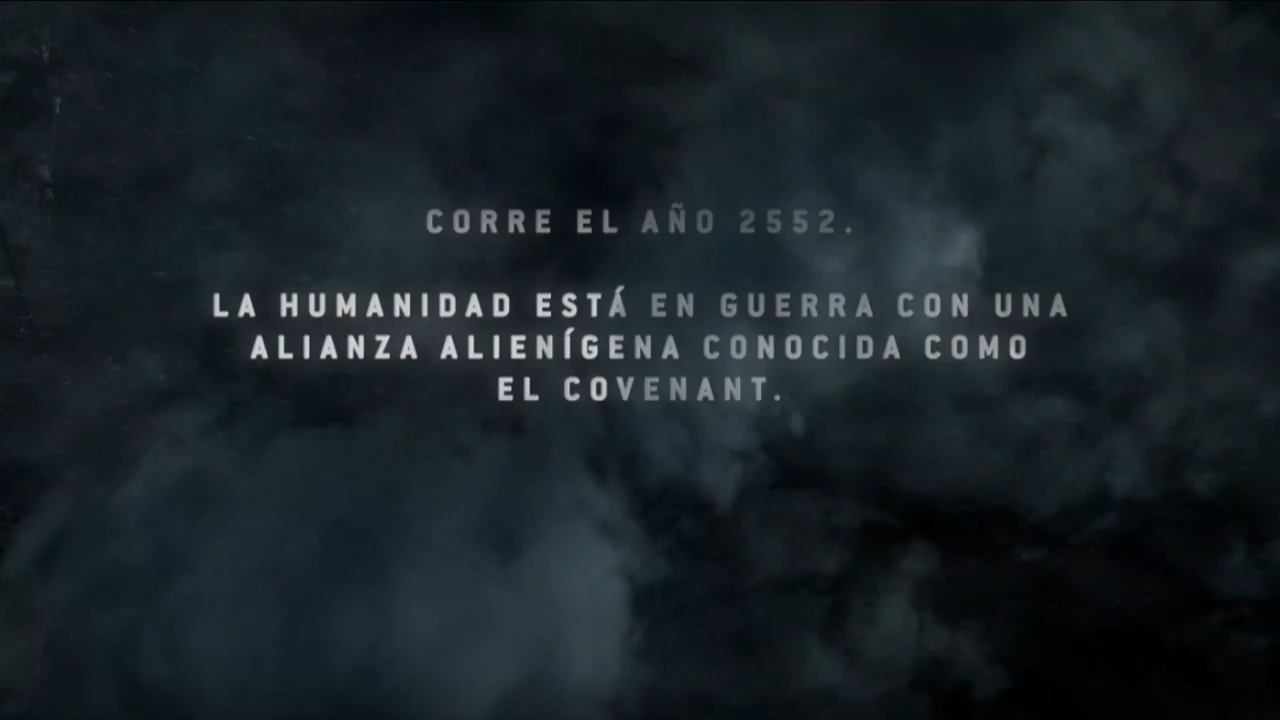 CORRE EL AÑO 2552.
LA HUMANIDAD ESTÁ EN GUERRA CON UNA
ALIANZA ALIENÍGENA CONOCIDA COMO
EL COVENANT.